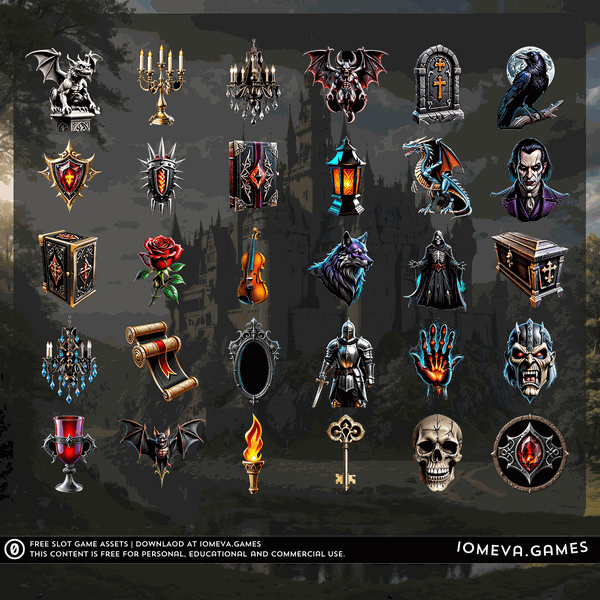 FREE SLOT GAME ASSETS | DOWNLAOD AT IOMEVA.GAMES
THIS CONTENT IS FREE FOR PERSONAL, EDUCATIONAL AND COMMERCIAL USE.
IOMEVA.GAMES